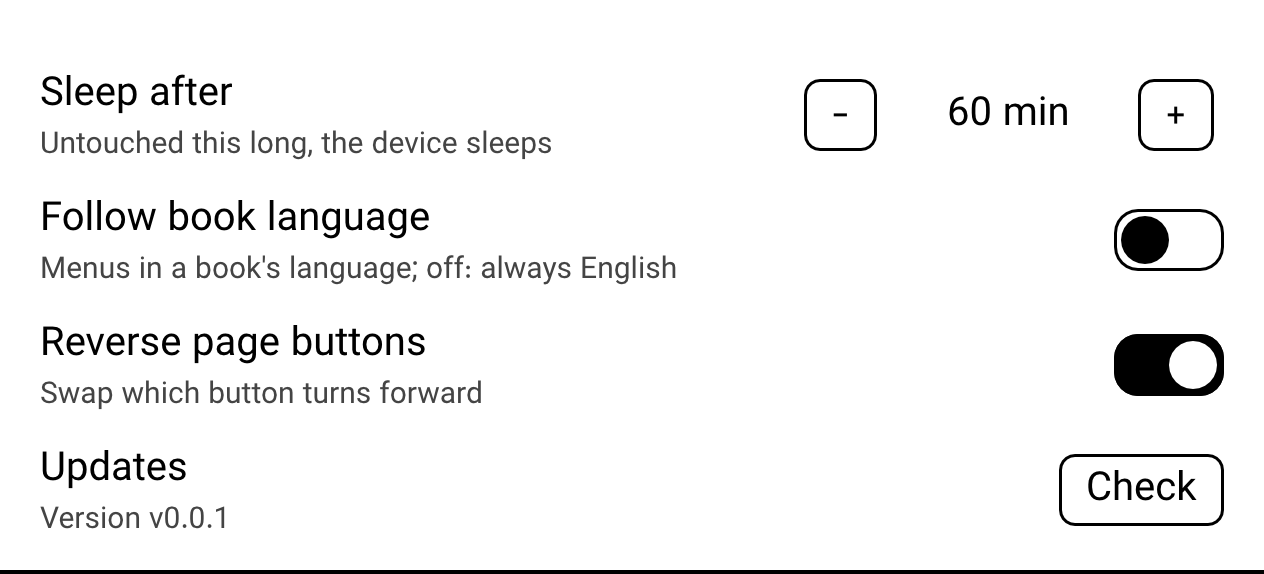 Sleep after
Untouched this long, the device sleeps
− 60 min +
Follow book language
Menus in a book's language; off: always English
Reverse page buttons
Swap which button turns forward
Updates
Version v0.0.1
Check